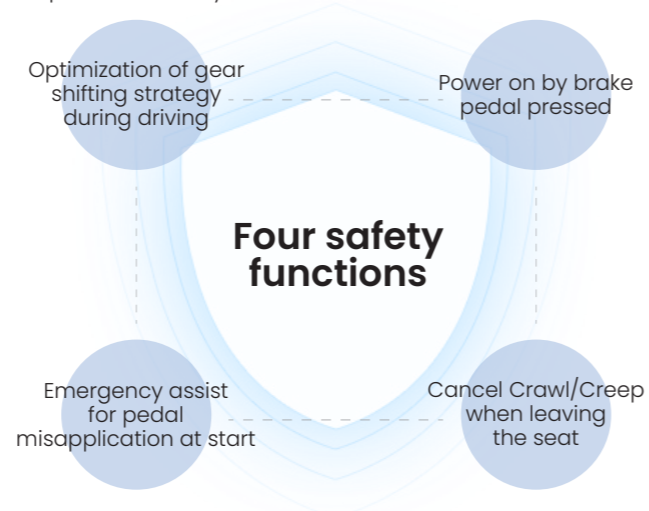 Optimization of gear
shifting strategy
during driving
Power on by brake
pedal pressed
Four safety
functions
Emergency assist
for pedal
misapplication at start
Cancel Crawl/Creep
when leaving
the seat